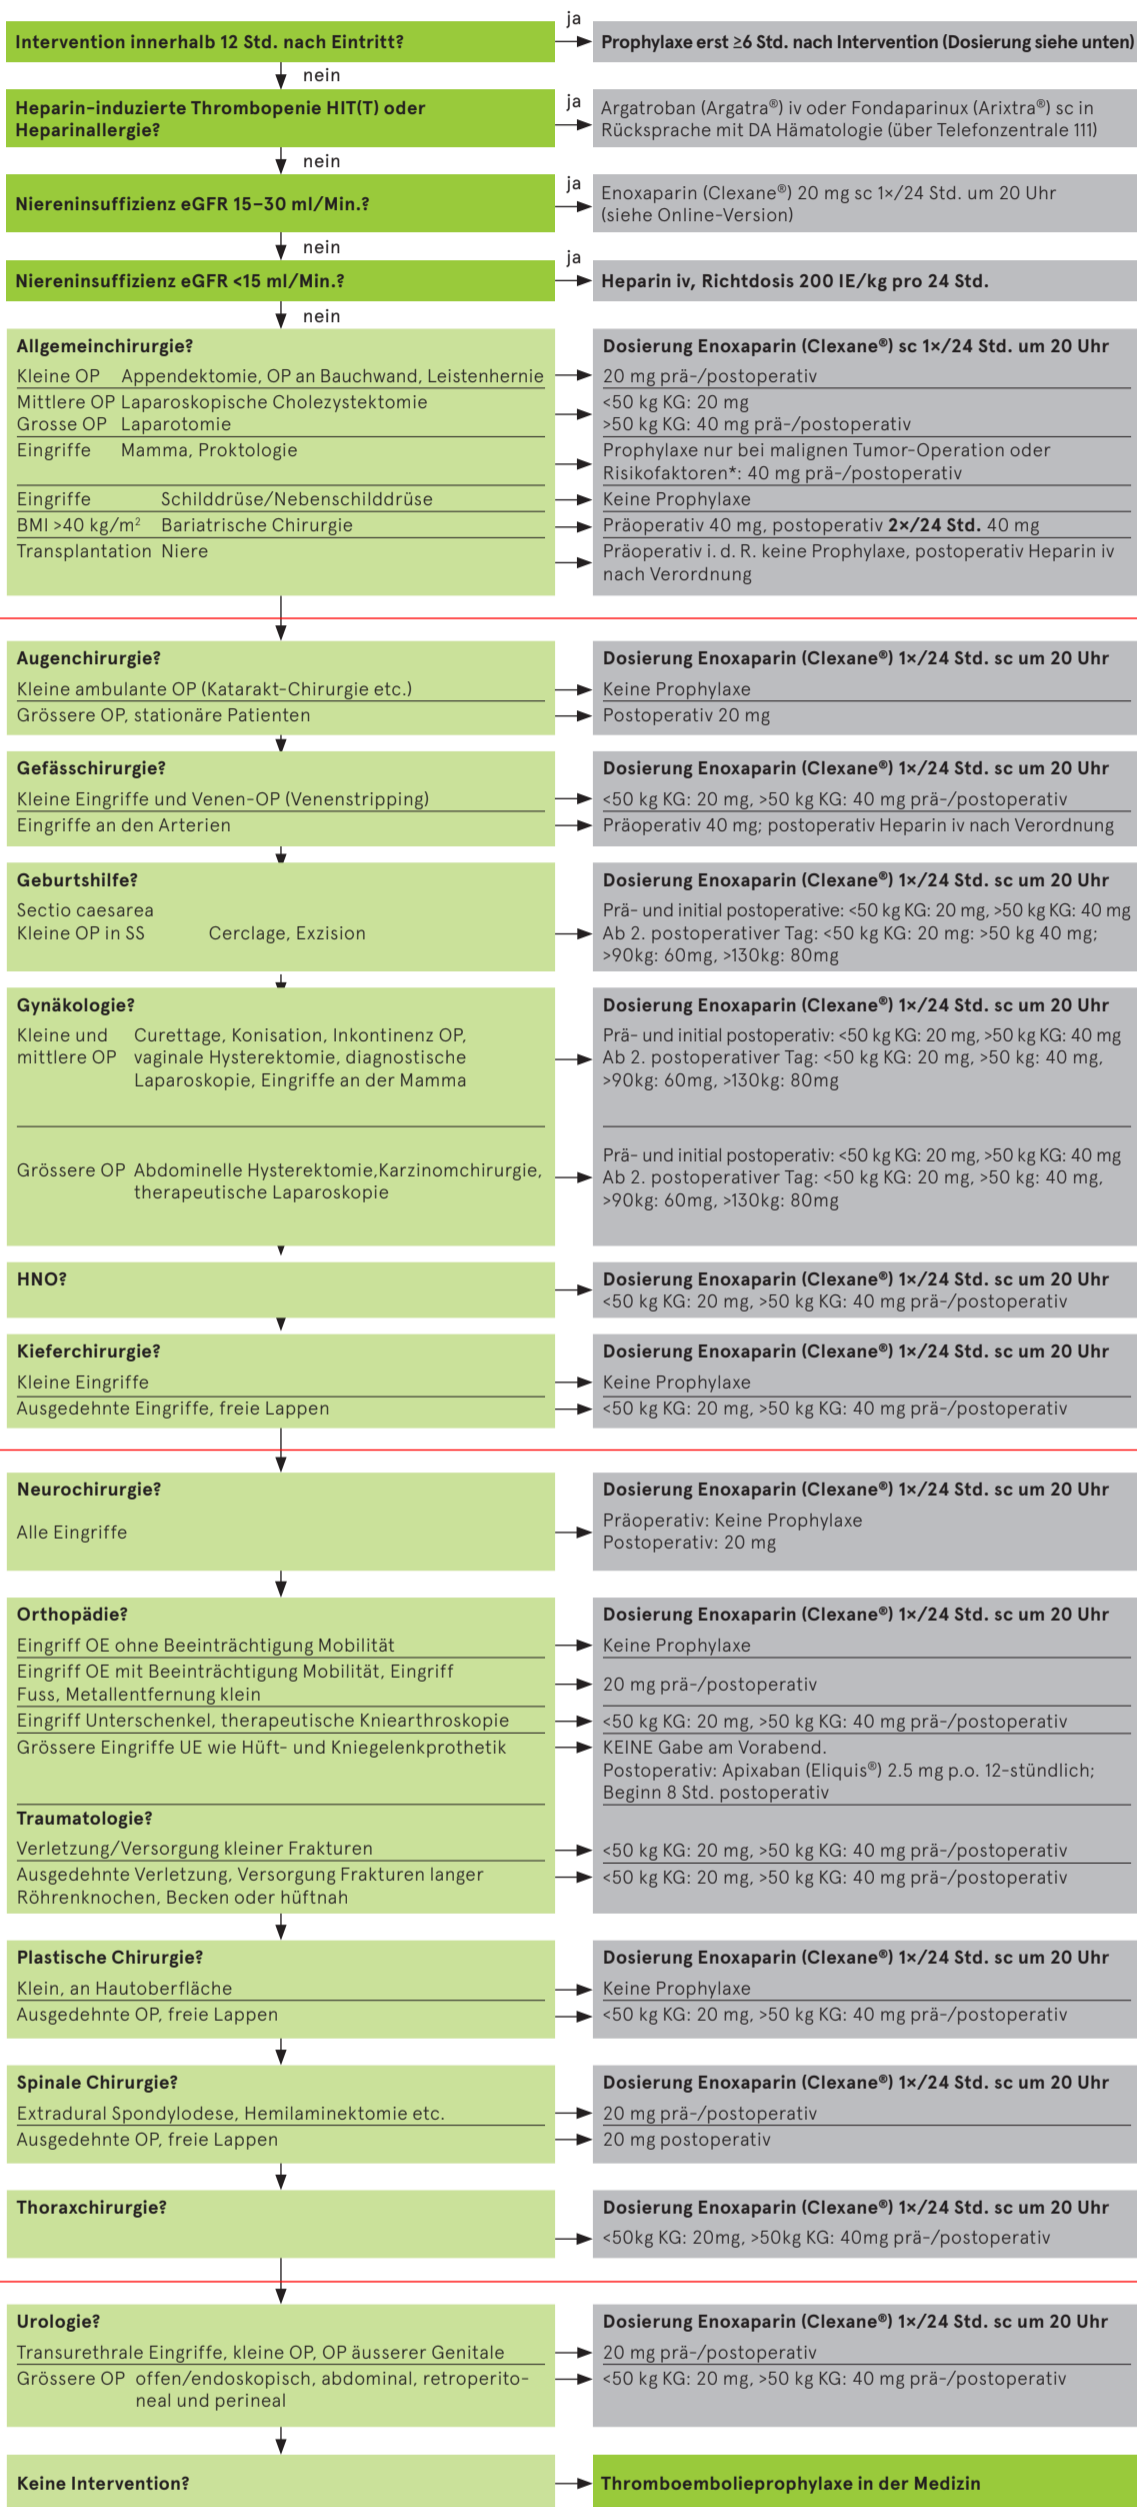 ja
Intervention innerhalb 12 Std. nach Eintritt?
Prophylaxe erst ≥6 Std. nach Intervention (Dosierung siehe unten)
nein
Heparin-induzierte Thrombopenie HIT(T) oder
Heparinallergie?
ja
Argatroban (Argatra®) iv oder Fondaparinux (Arixtra®) sc in
Rücksprache mit DA Hämatologie (über Telefonzentrale 111)
nein
Niereninsuffizienz eGFR 15–30 ml/Min.?
ja
Enoxaparin (Clexane®) 20 mg sc 1×/24 Std. um 20 Uhr
(siehe Online-Version)
nein
Niereninsuffizienz eGFR <15 ml/Min.?
ja
Heparin iv, Richtdosis 200 IE/kg pro 24 Std.
nein
Allgemeinchirurgie?
Dosierung Enoxaparin (Clexane®) sc 1×/24 Std. um 20 Uhr
Kleine OP Appendektomie, OP an Bauchwand, Leistenhernie
20 mg prä-/postoperativ
Mittlere OP Laparoskopische Cholezystektomie
Grosse OP Laparotomie
<50 kg KG: 20 mg
>50 kg KG: 40 mg prä-/postoperativ
Eingriffe Mamma, Proktologie
Prophylaxe nur bei malignen Tumor-Operation oder
Risikofaktoren*: 40 mg prä-/postoperativ
Eingriffe Schilddrüse/Nebenschilddrüse
Keine Prophylaxe
BMI >40 kg/m² Bariatrische Chirurgie
Präoperativ 40 mg, postoperativ 2×/24 Std. 40 mg
Transplantation Niere
Präoperativ i. d. R. keine Prophylaxe, postoperativ Heparin iv
nach Verordnung
Augenchirurgie?
Dosierung Enoxaparin (Clexane®) 1×/24 Std. sc um 20 Uhr
Kleine ambulante OP (Katarakt-Chirurgie etc.)
Keine Prophylaxe
Grössere OP, stationäre Patienten
Postoperativ 20 mg
Gefässchirurgie?
Dosierung Enoxaparin (Clexane®) 1×/24 Std. sc um 20 Uhr
Kleine Eingriffe und Venen-OP (Venenstripping)
<50 kg KG: 20 mg, >50 kg KG: 40 mg prä-/postoperativ
Eingriffe an den Arterien
Präoperativ 40 mg; postoperativ Heparin iv nach Verordnung
Geburtshilfe?
Dosierung Enoxaparin (Clexane®) 1×/24 Std. sc um 20 Uhr
Sectio caesarea
Kleine OP in SS Cerclage, Exzision
Prä- und initial postoperative: <50 kg KG: 20 mg, >50 kg KG: 40 mg
Ab 2. postoperativer Tag: <50 kg KG: 20 mg: >50 kg 40 mg;
>90kg: 60mg, >130kg: 80mg
Gynäkologie?
Dosierung Enoxaparin (Clexane®) 1×/24 Std. sc um 20 Uhr
Kleine und Curettage, Konisation, Inkontinenz OP,
mittlere OP vaginale Hysterektomie, diagnostische
Laparoskopie, Eingriffe an der Mamma
Prä- und initial postoperativ: <50 kg KG: 20 mg, >50 kg KG: 40 mg
Ab 2. postoperativer Tag: <50 kg KG: 20 mg, >50 kg: 40 mg,
>90kg: 60mg, >130kg: 80mg
Grössere OP Abdominelle Hysterektomie,Karzinomchirurgie,
therapeutische Laparoskopie
Prä- und initial postoperativ: <50 kg KG: 20 mg, >50 kg KG: 40 mg
Ab 2. postoperativer Tag: <50 kg KG: 20 mg, >50 kg: 40 mg,
>90kg: 60mg, >130kg: 80mg
HNO?
Dosierung Enoxaparin (Clexane®) 1×/24 Std. sc um 20 Uhr
<50 kg KG: 20 mg, >50 kg KG: 40 mg prä-/postoperativ
Kieferchirurgie?
Dosierung Enoxaparin (Clexane®) 1×/24 Std. sc um 20 Uhr
Kleine Eingriffe
Keine Prophylaxe
Ausgedehnte Eingriffe, freie Lappen
<50 kg KG: 20 mg, >50 kg KG: 40 mg prä-/postoperativ
Neurochirurgie?
Dosierung Enoxaparin (Clexane®) 1×/24 Std. sc um 20 Uhr
Alle Eingriffe
Präoperativ: Keine Prophylaxe
Postoperativ: 20 mg
Orthopädie?
Dosierung Enoxaparin (Clexane®) 1×/24 Std. sc um 20 Uhr
Eingriff OE ohne Beeinträchtigung Mobilität
Keine Prophylaxe
Eingriff OE mit Beeinträchtigung Mobilität, Eingriff
Fuss, Metallentfernung klein
20 mg prä-/postoperativ
Eingriff Unterschenkel, therapeutische Kniearthroskopie
<50 kg KG: 20 mg, >50 kg KG: 40 mg prä-/postoperativ
Grössere Eingriffe UE wie Hüft- und Kniegelenkprothetik
KEINE Gabe am Vorabend.
Postoperativ: Apixaban (Eliquis®) 2.5 mg p.o. 12-stündlich;
Beginn 8 Std. postoperativ
Traumatologie?
Verletzung/Versorgung kleiner Frakturen
<50 kg KG: 20 mg, >50 kg KG: 40 mg prä-/postoperativ
Ausgedehnte Verletzung, Versorgung Frakturen langer
Röhrenknochen, Becken oder hüftnah
<50 kg KG: 20 mg, >50 kg KG: 40 mg prä-/postoperativ
Plastische Chirurgie?
Dosierung Enoxaparin (Clexane®) 1×/24 Std. sc um 20 Uhr
Klein, an Hautoberfläche
Keine Prophylaxe
Ausgedehnte OP, freie Lappen
<50 kg KG: 20 mg, >50 kg KG: 40 mg prä-/postoperativ
Spinale Chirurgie?
Dosierung Enoxaparin (Clexane®) 1×/24 Std. sc um 20 Uhr
Extradural Spondylodese, Hemilaminektomie etc.
20 mg prä-/postoperativ
Ausgedehnte OP, freie Lappen
20 mg postoperativ
Thoraxchirurgie?
Dosierung Enoxaparin (Clexane®) 1×/24 Std. sc um 20 Uhr
<50kg KG: 20mg, >50kg KG: 40mg prä-/postoperativ
Urologie?
Dosierung Enoxaparin (Clexane®) 1×/24 Std. sc um 20 Uhr
Transurethrale Eingriffe, kleine OP, OP äusserer Genitale
20 mg prä-/postoperativ
Grössere OP offen/endoskopisch, abdominal, retroperito-
neal und perineal
<50 kg KG: 20 mg, >50 kg KG: 40 mg prä-/postoperativ
Keine Intervention?
Thromboembolieprophylaxe in der Medizin